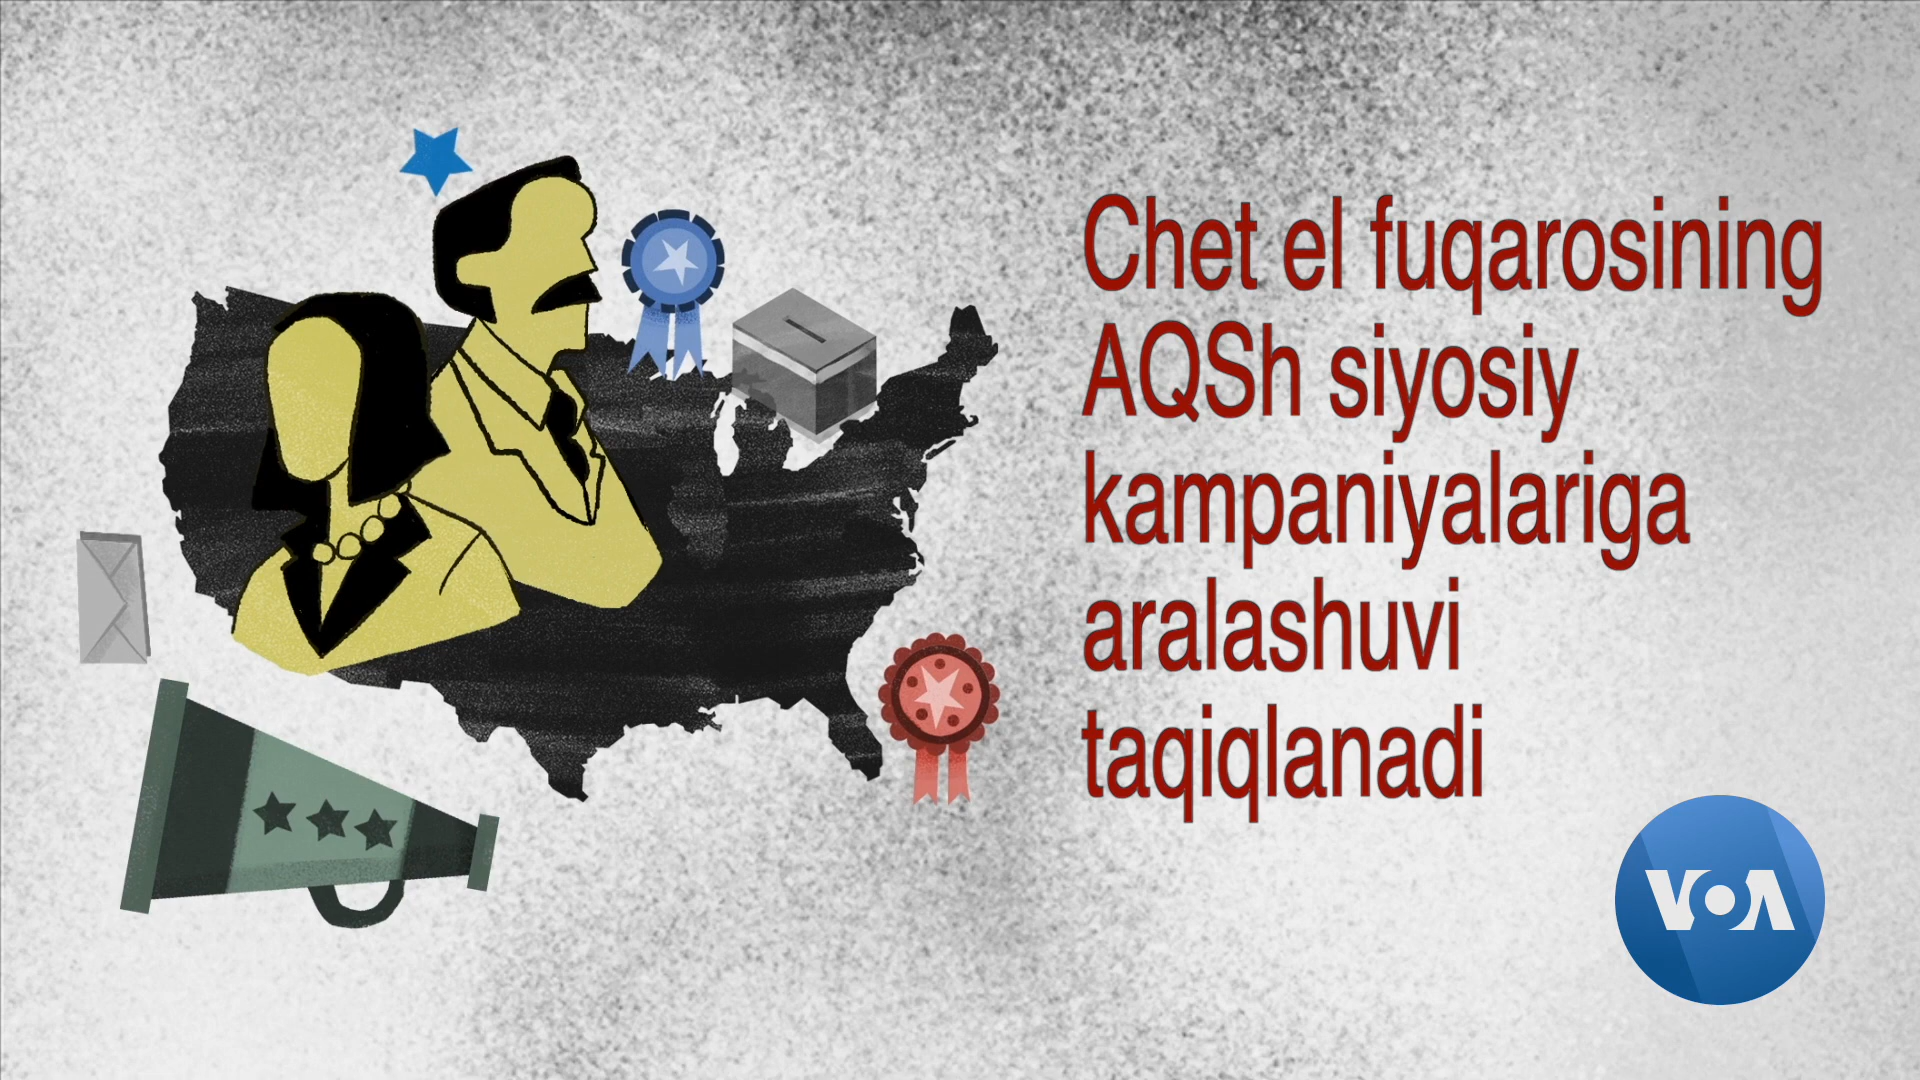 Chet el fuqarosining
AQSh siyosiy
kampaniyalariga
aralashuvi
taqiqlanadi
VOA